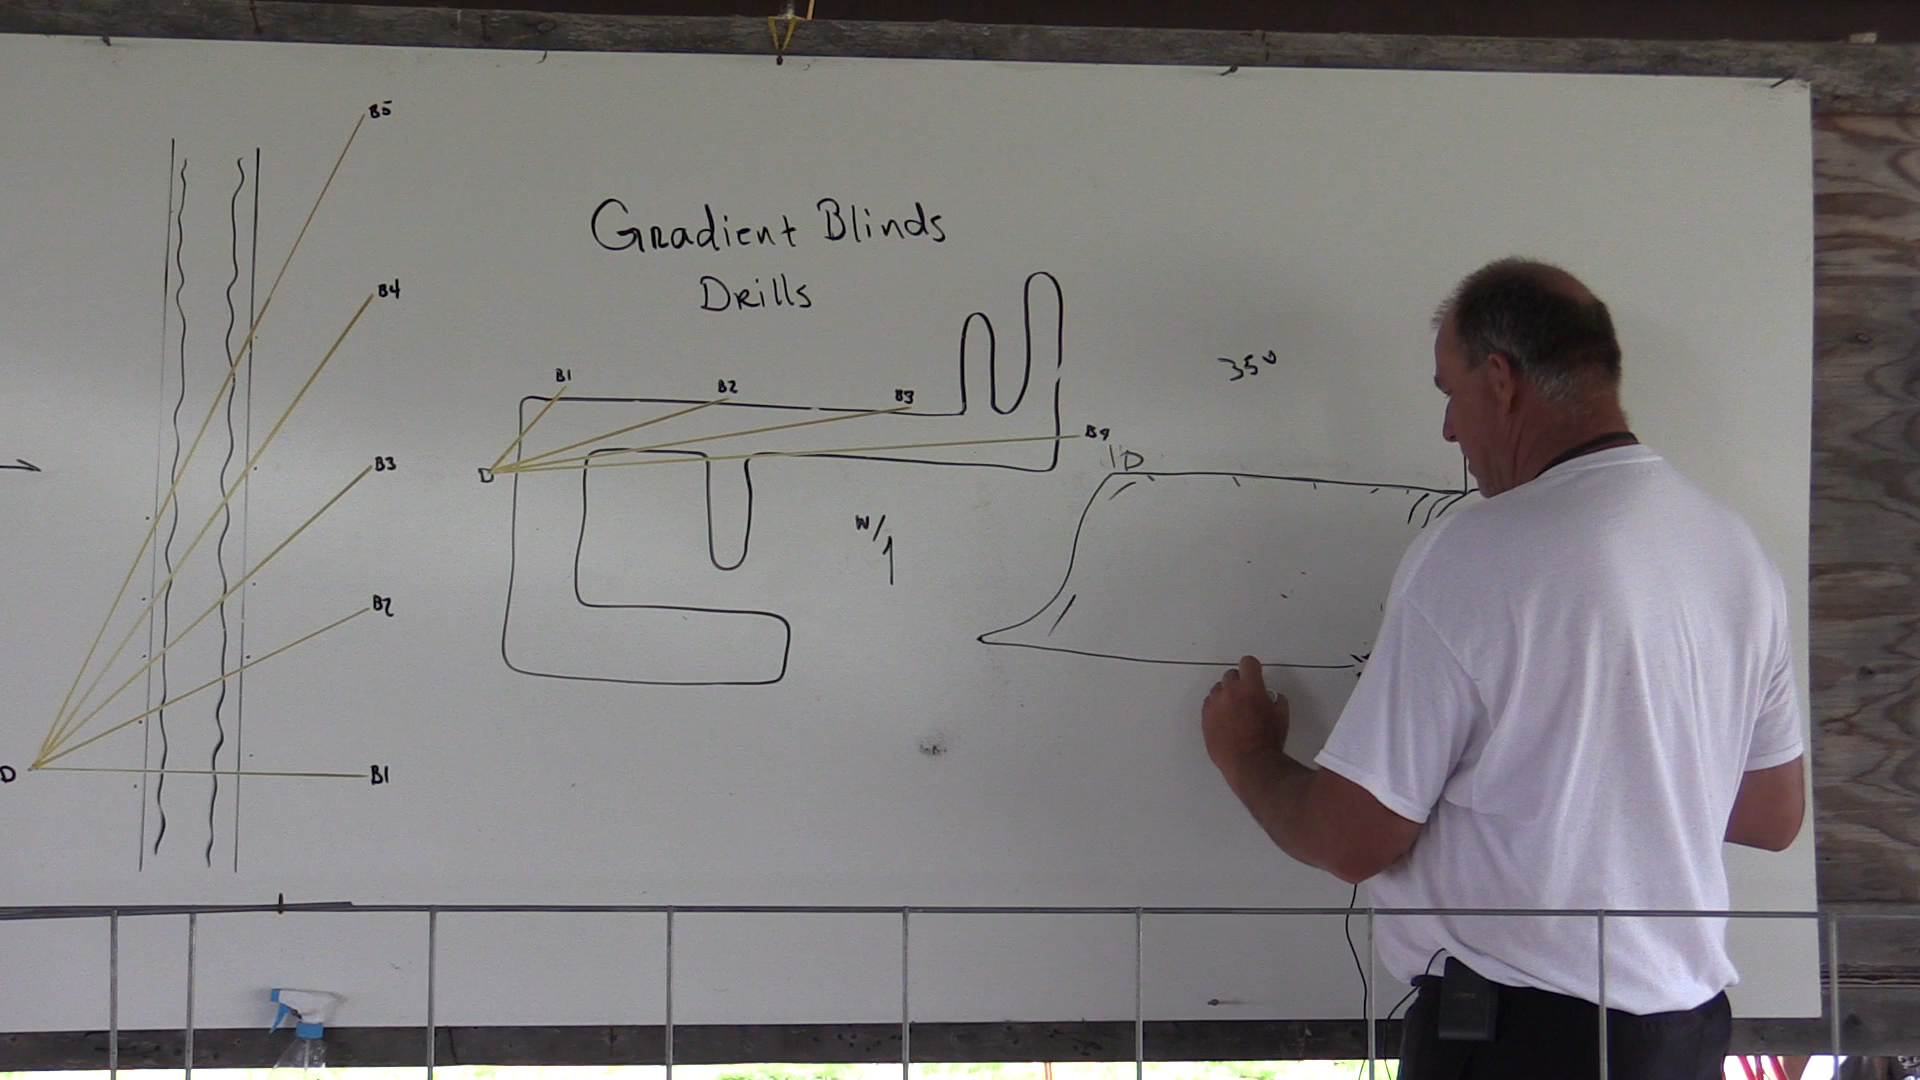 Gradient Blinds
Drills
B5
B4
B3
B2
B1
D
B1
B2
B3
B4
D
W/1
35°
D